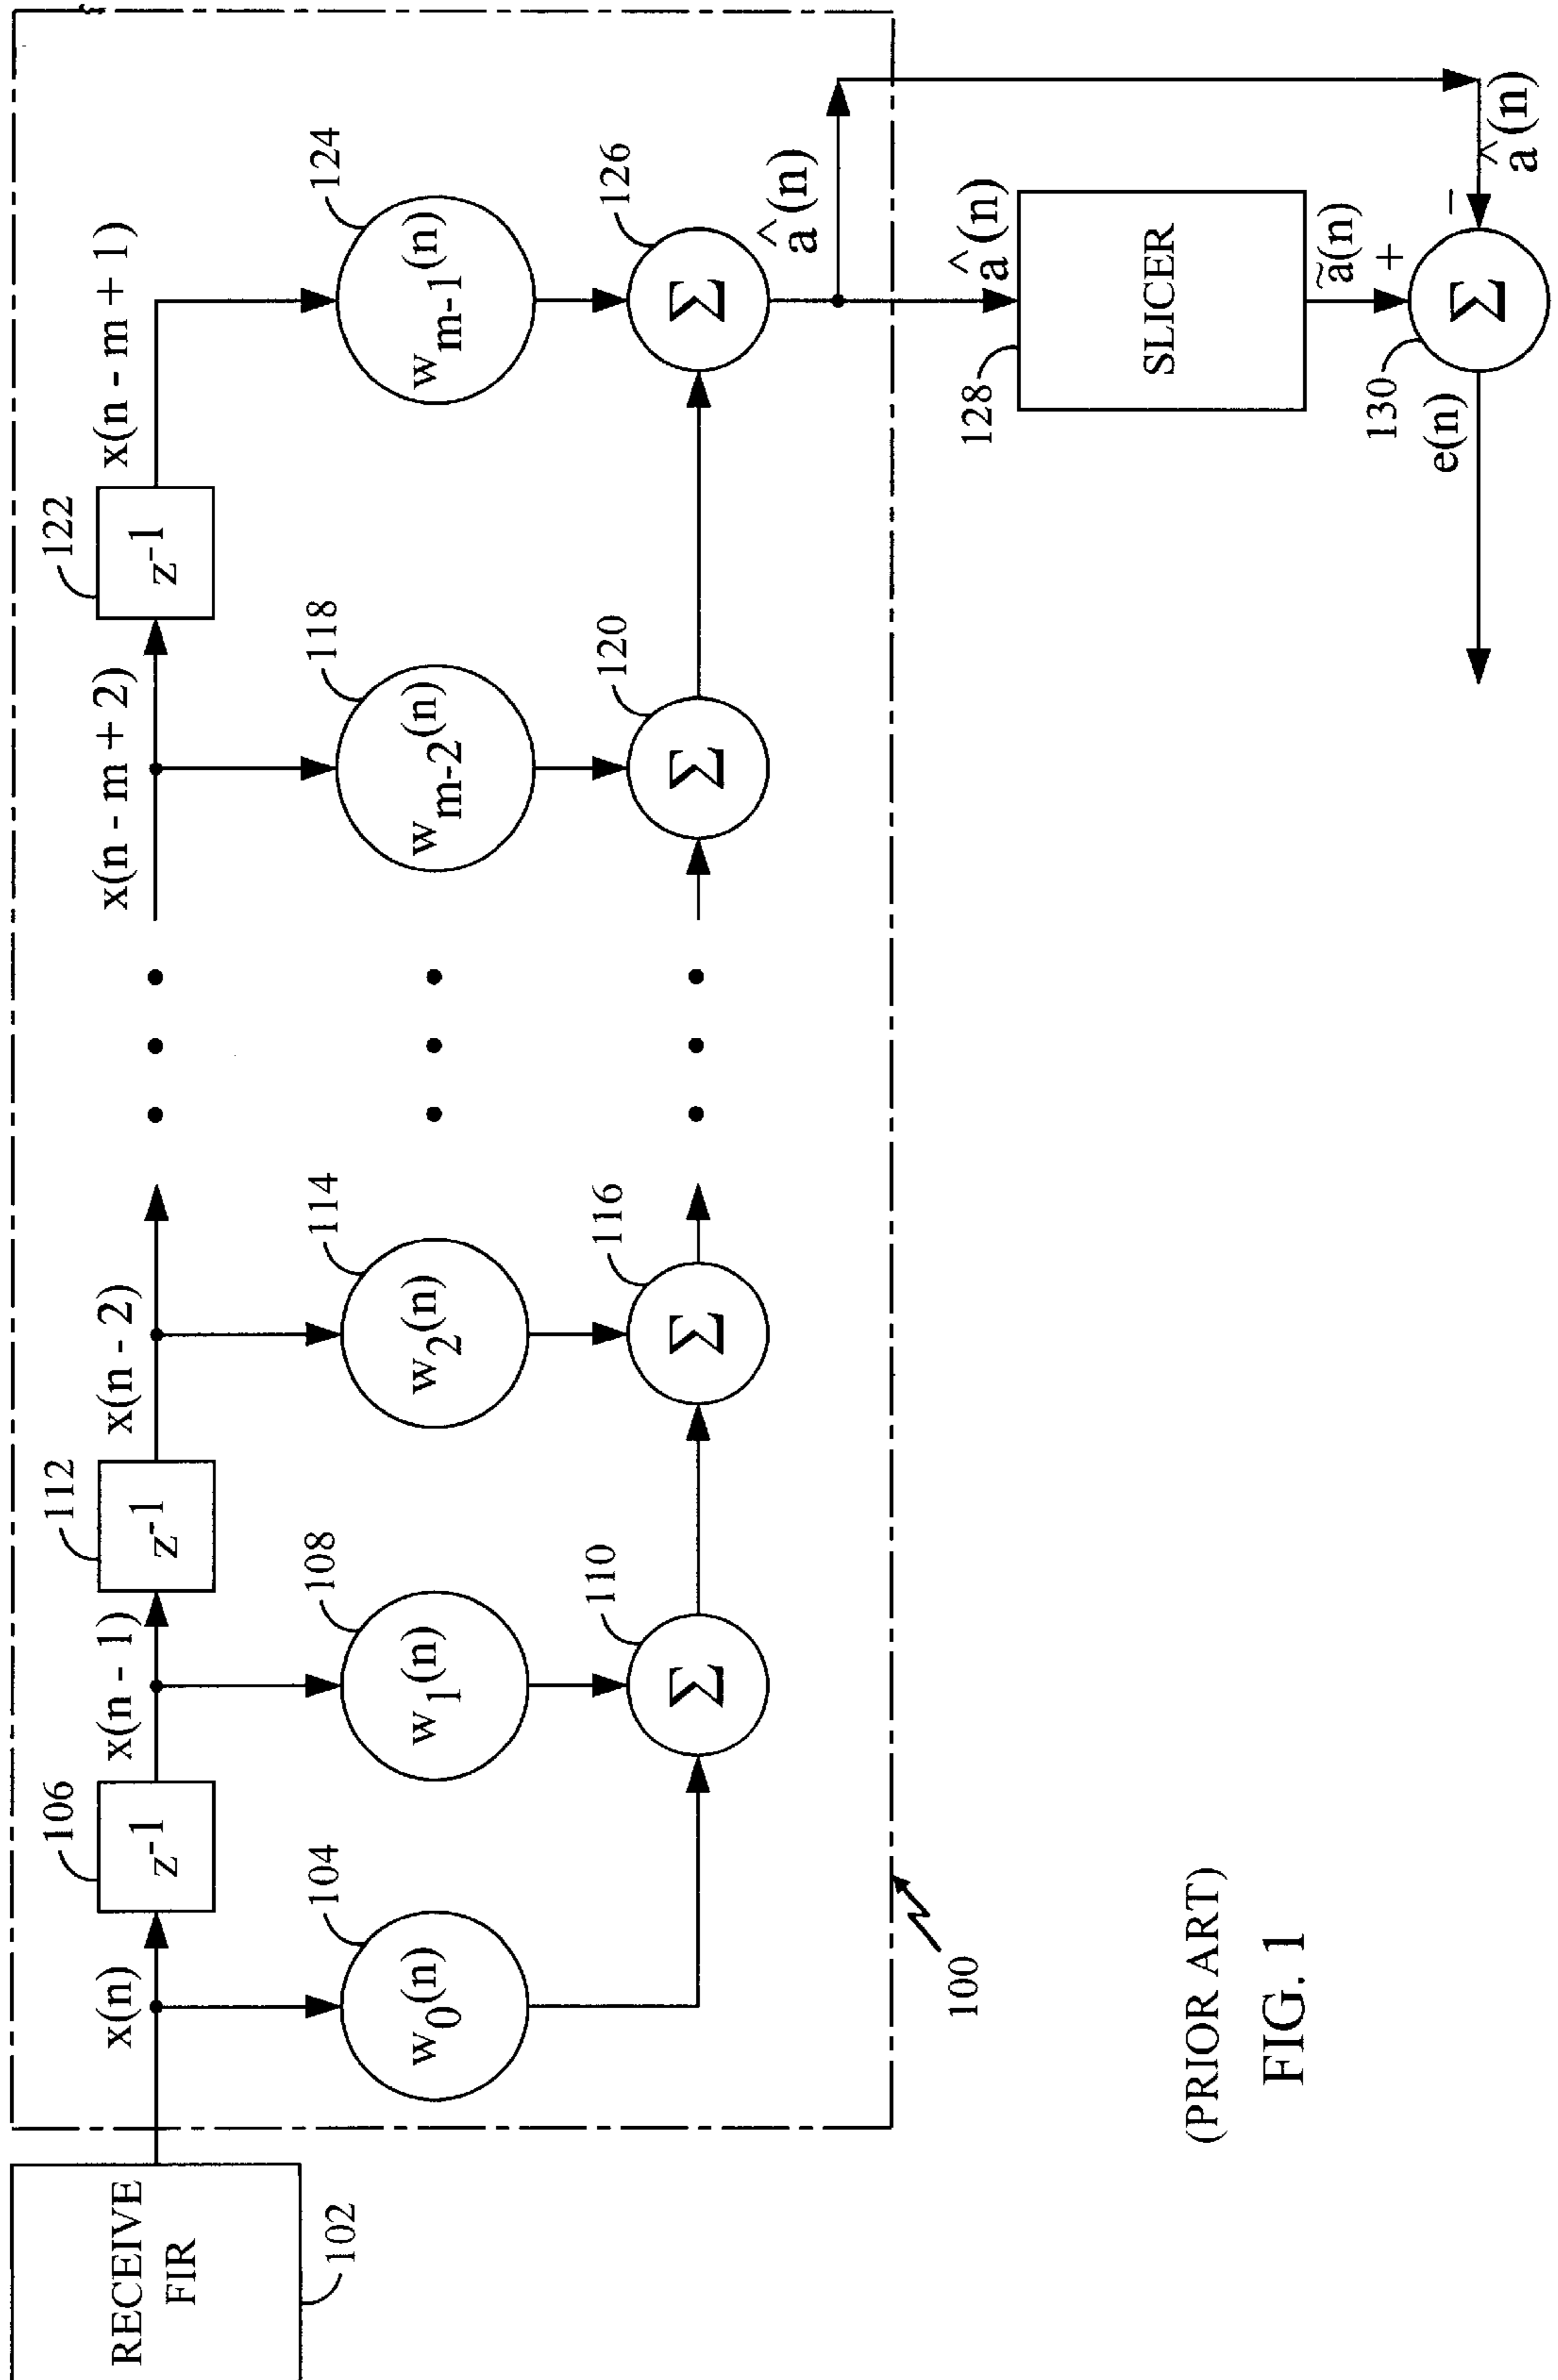 RECEIVE
FIR
102
x(n)
106
z-1
x(n - 1)
112
z-1
x(n - 2)
x(n - m + 2)
122
z-1
x(n - m + 1)
104
w0(n)
108
w1(n)
114
w2(n)
118
wm-2(n)
124
wm-1(n)
110
Σ
116
Σ
120
Σ
126
Σ
â(n)
100
â(n)
128
SLICER
ã(n)
+
−
â(n)
130
Σ
e(n)
(PRIOR ART)
FIG. 1